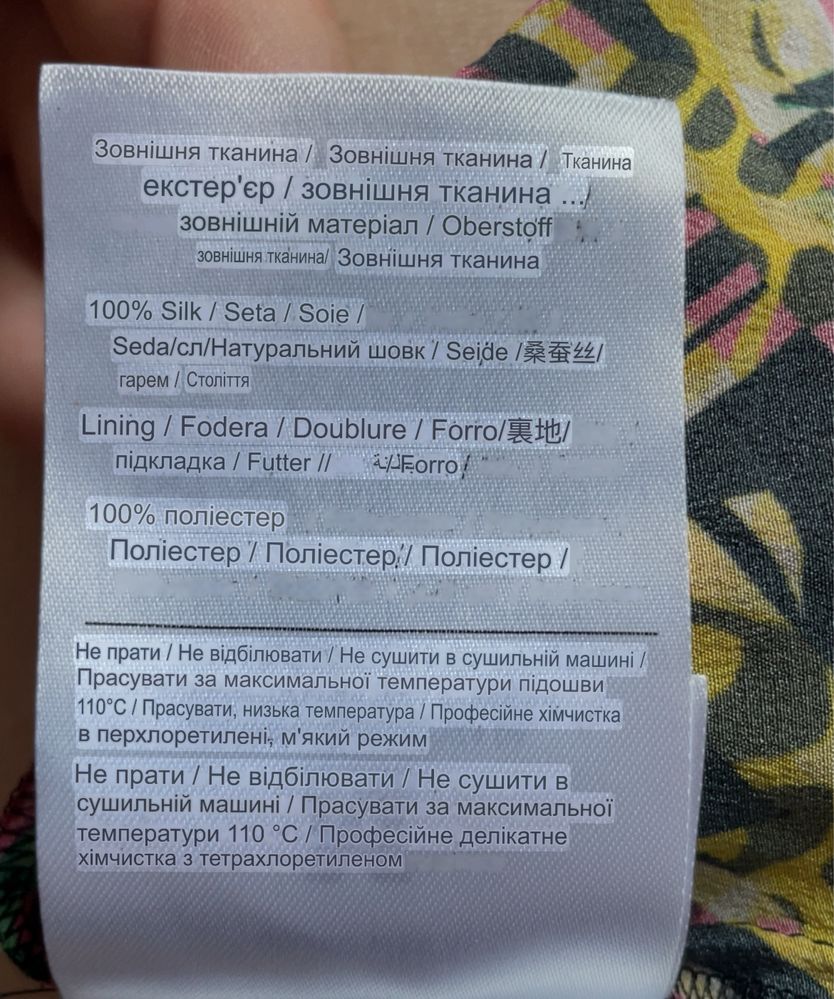 Зовнішня тканина / Зовнішня тканина / Тканина
екстер'єр / зовнішня тканина .../
зовнішній матеріал / Oberstoff
зовнішня тканина/ Зовнішня тканина
100% Silk / Seta / Soie /
Seda/сл/Натуральний шовк / Seide /桑蚕丝/
гарем / Століття
Lining / Fodera / Doublure / Forro/裏地/
підкладка / Futter // Forro/
100% поліестер
Поліестер / Поліестер,/ Поліестер /
Не прати / Не відбілювати / Не сушити в сушильній машині /
Прасувати за максимальної температури підошви
110°C / Прасувати, низька температура / Професійне хімчистка
в перхлоретилені, м'який режим
Не прати / Не відбілювати / Не сушити в
сушильній машині / Прасувати за максимальної
температури 110 °C / Професійне делікатне
хімчистка з тетрахлоретиленом